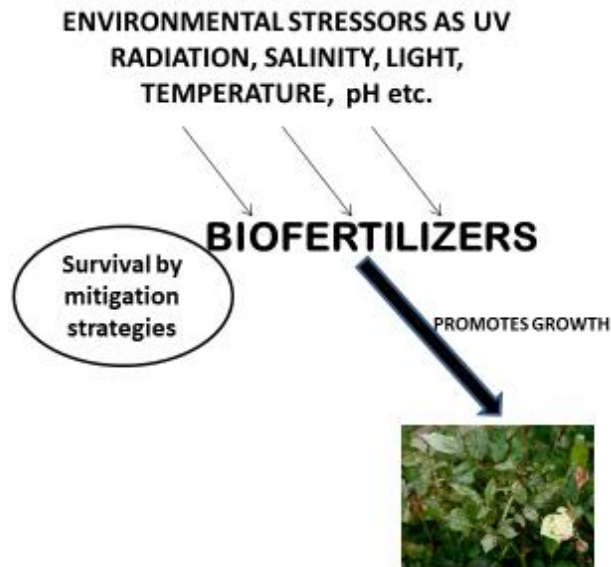 ENVIRONMENTAL STRESSORS AS UV
RADIATION, SALINITY, LIGHT,
TEMPERATURE, pH etc.
BIOFERTILIZERS
Survival by
mitigation
strategies
PROMOTES GROWTH